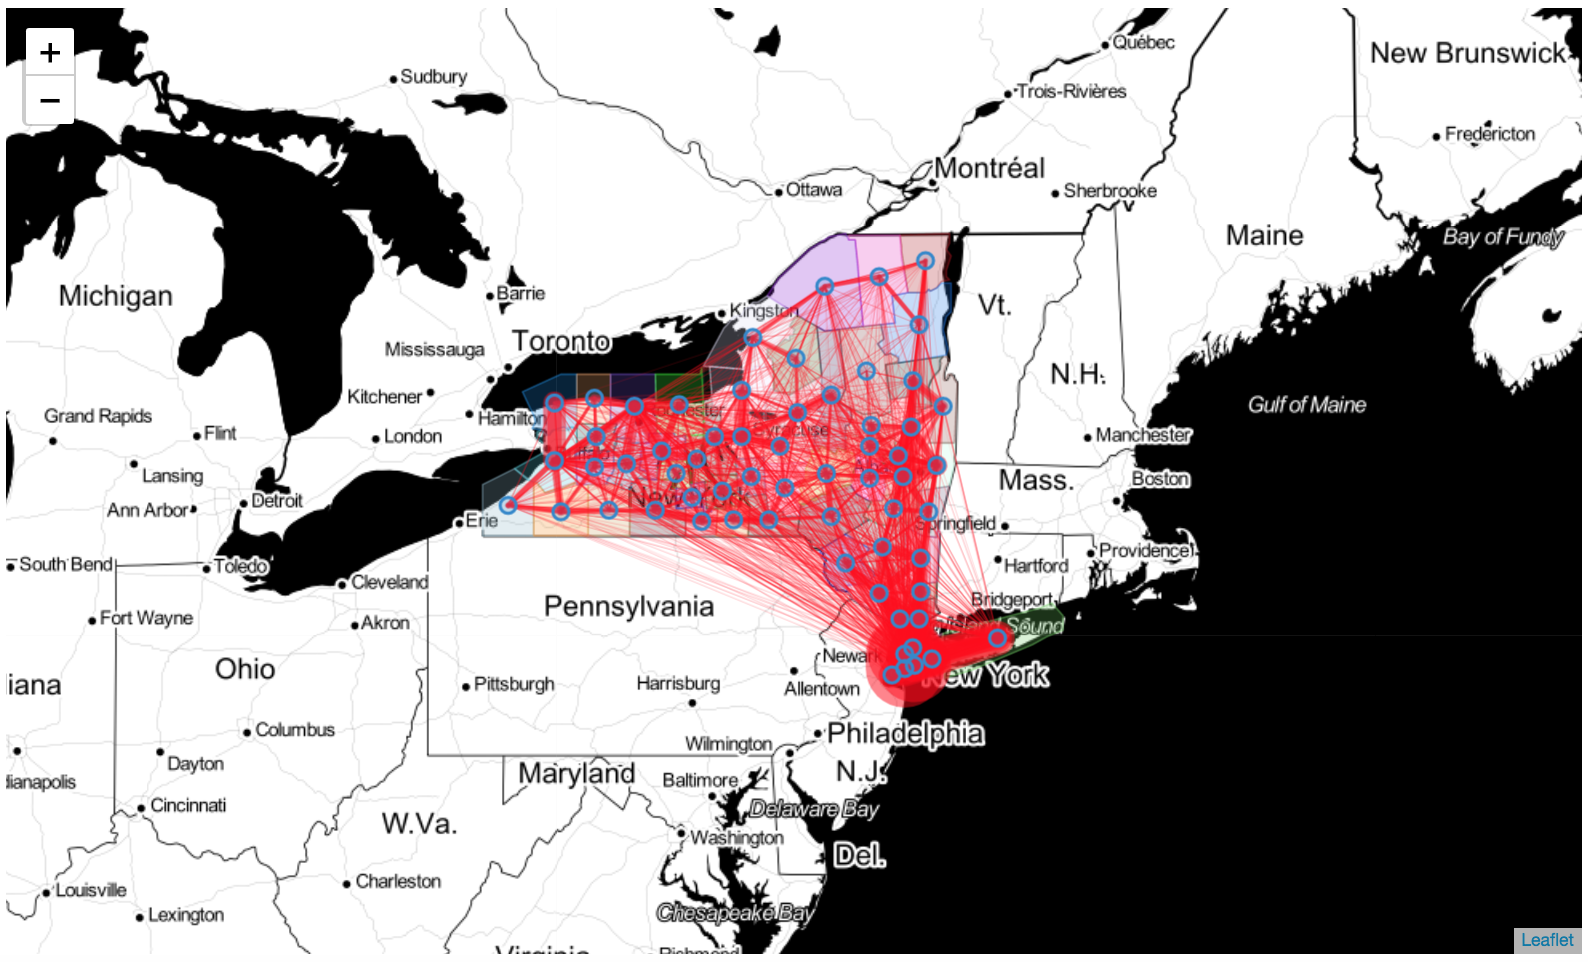 +
−
Québec
New Brunswick
Sudbury
Trois-Rivières
Fredericton
Montréal
Ottawa
Sherbrooke
Maine
Bay of Fundy
Michigan
Barrie
Kingston
Vt.
Toronto
Mississauga
N.H.
Kitchener
Gulf of Maine
Grand Rapids
Hamilton
Flint
London
Syracuse
Manchester
Lansing
Mass.
Boston
Detroit
New York
Ann Arbor
Erie
Springfield
Providence
South Bend
Toledo
Hartford
Cleveland
Bridgeport
Pennsylvania
Fort Wayne
Akron
Island Sound
Newark
Ohio
New York
iana
Pittsburgh
Harrisburg
Allentown
Columbus
Philadelphia
Wilmington
Dayton
Maryland
N.J.
dianapolis
Baltimore
Cincinnati
Delaware Bay
W.Va.
Washington
Del.
Charleston
Louisville
Chesapeake Bay
Lexington
Virginia
Richmond
Leaflet